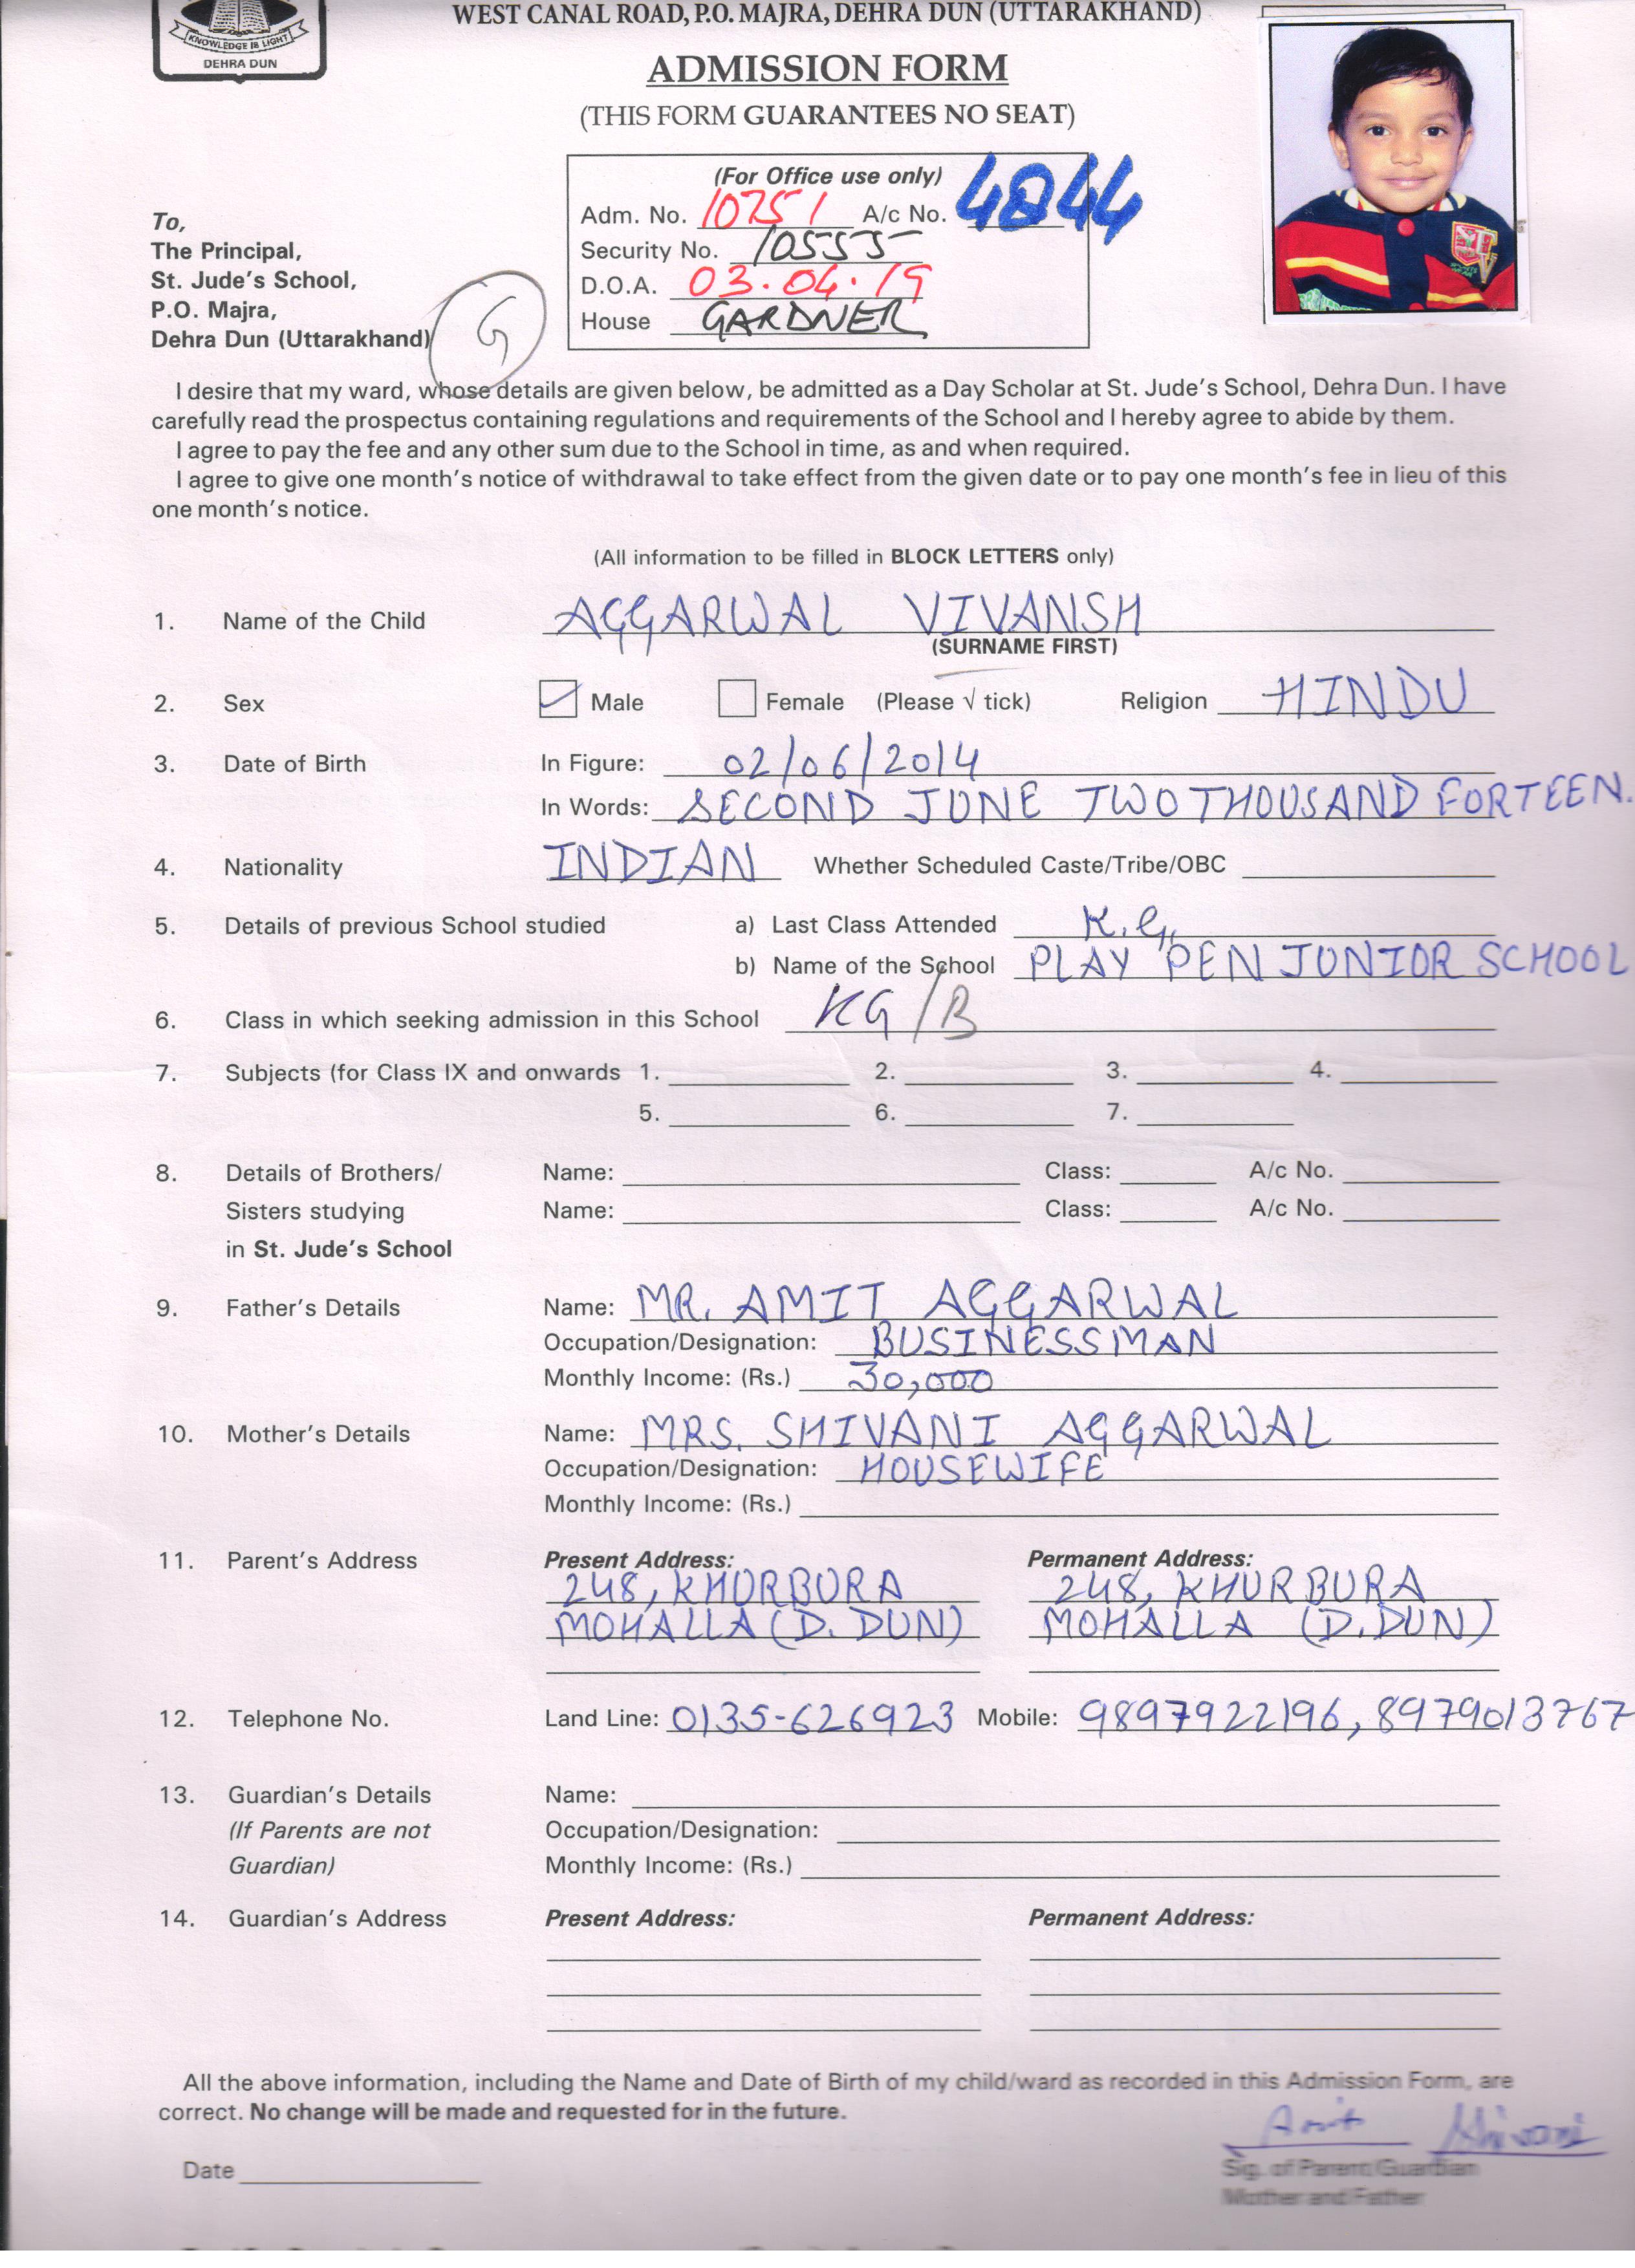 WEST CANAL ROAD, P.O. MAJRA, DEHRA DUN (UTTARAKHAND)
KNOWLEDGE IS LIGHT
DEHRA DUN
ADMISSION FORM
(THIS FORM GUARANTEES NO SEAT)
(For Office use only)
Adm. No. 10751 A/c No. 4844
Security No. 10555
D.O.A. 03.04.19
House GARDNER
To,
The Principal,
St. Jude's School,
P.O. Majra,
Dehra Dun (Uttarakhand)
G
I desire that my ward, whose details are given below, be admitted as a Day Scholar at St. Jude's School, Dehra Dun. I have
carefully read the prospectus containing regulations and requirements of the School and I hereby agree to abide by them.
I agree to pay the fee and any other sum due to the School in time, as and when required.
I agree to give one month's notice of withdrawal to take effect from the given date or to pay one month's fee in lieu of this
one month's notice.
(All information to be filled in BLOCK LETTERS only)
1. Name of the Child AGGARWAL VIVANSH
(SURNAME FIRST)
2. Sex Male Female (Please √ tick) Religion HINDU
3. Date of Birth In Figure: 02/06/2014
In Words: SECOND JUNE TWO THOUSAND FORTEEN.
4. Nationality INDIAN Whether Scheduled Caste/Tribe/OBC
5. Details of previous School studied a) Last Class Attended K.G.
b) Name of the School PLAY PEN JUNIOR SCHOOL
6. Class in which seeking admission in this School KG/B
7. Subjects (for Class IX and onwards 1. 2. 3. 4.
5. 6. 7.
8. Details of Brothers/ Name: Class: A/c No.
Sisters studying Name: Class: A/c No.
in St. Jude's School
9. Father's Details Name: MR. AMIT AGGARWAL
Occupation/Designation: BUSINESSMAN
Monthly Income: (Rs.) 30,000
10. Mother's Details Name: MRS. SHIVANI AGGARWAL
Occupation/Designation: HOUSEWIFE
Monthly Income: (Rs.)
11. Parent's Address Present Address: Permanent Address:
248, KHURBURA 248, KHURBURA
MOHALLA (D. DUN) MOHALLA (D. DUN)
12. Telephone No. Land Line: 0135-626923 Mobile: 9897922196, 8979013767
13. Guardian's Details Name:
(If Parents are not Occupation/Designation:
Guardian) Monthly Income: (Rs.)
14. Guardian's Address Present Address: Permanent Address:
All the above information, including the Name and Date of Birth of my child/ward as recorded in this Admission Form, are
correct. No change will be made and requested for in the future.
Amit Shivani
Date Sig. of Parent/Guardian
Mother and Father